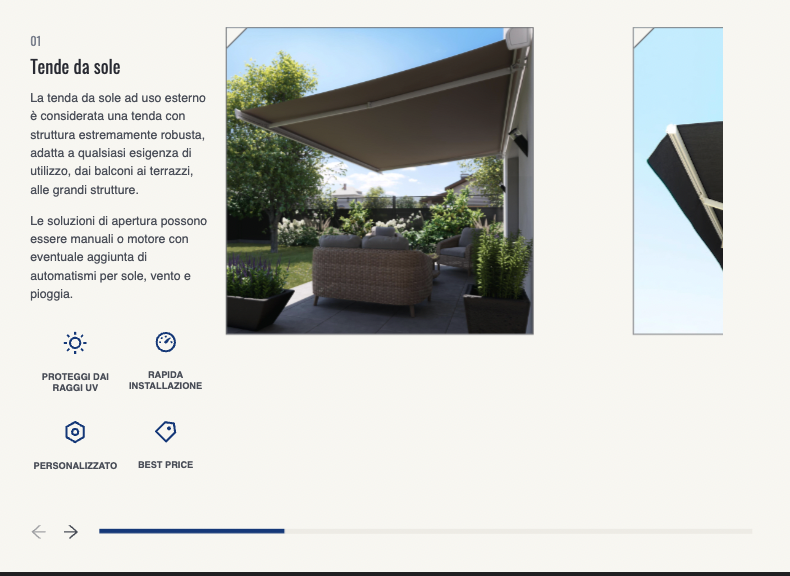 01
Tende da sole
La tenda da sole ad uso esterno
è considerata una tenda con
struttura estremamente robusta,
adatta a qualsiasi esigenza di
utilizzo, dai balconi ai terrazzi,
alle grandi strutture.
Le soluzioni di apertura possono
essere manuali o motore con
eventuale aggiunta di
automatismi per sole, vento e
pioggia.
PROTEGGI DAI
RAGGI UV
RAPIDA
INSTALLAZIONE
PERSONALIZZATO
BEST PRICE